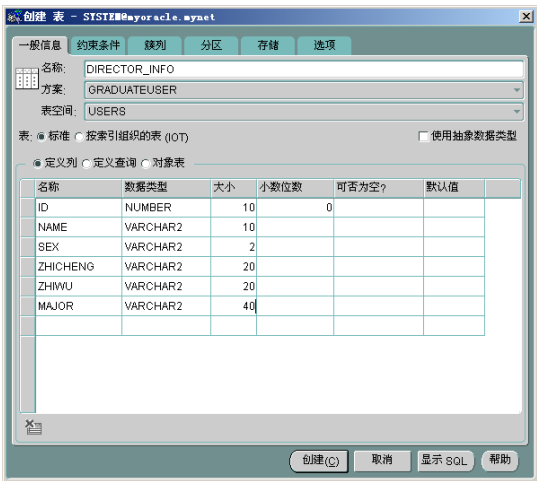 创建 表 - SYSTEM@myoracle.mynet
一般信息 约束条件 簇列 分区 存储 选项
名称: DIRECTOR_INFO
方案: GRADUATEUSER
表空间: USERS
表: 标准 按索引组织的表 (IOT) 使用抽象数据类型
定义列 定义查询 对象表
名称 数据类型 大小 小数位数 可否为空? 默认值
ID NUMBER 10 0
NAME VARCHAR2 10
SEX VARCHAR2 2
ZHICHENG VARCHAR2 20
ZHIWU VARCHAR2 20
MAJOR VARCHAR2 40
创建(C) 取消 显示 SQL 帮助